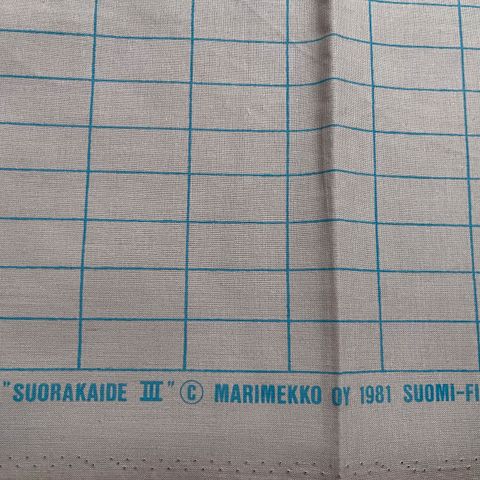 "SUORAKAIDE III" © MARIMEKKO OY 1981 SUOMI-FI